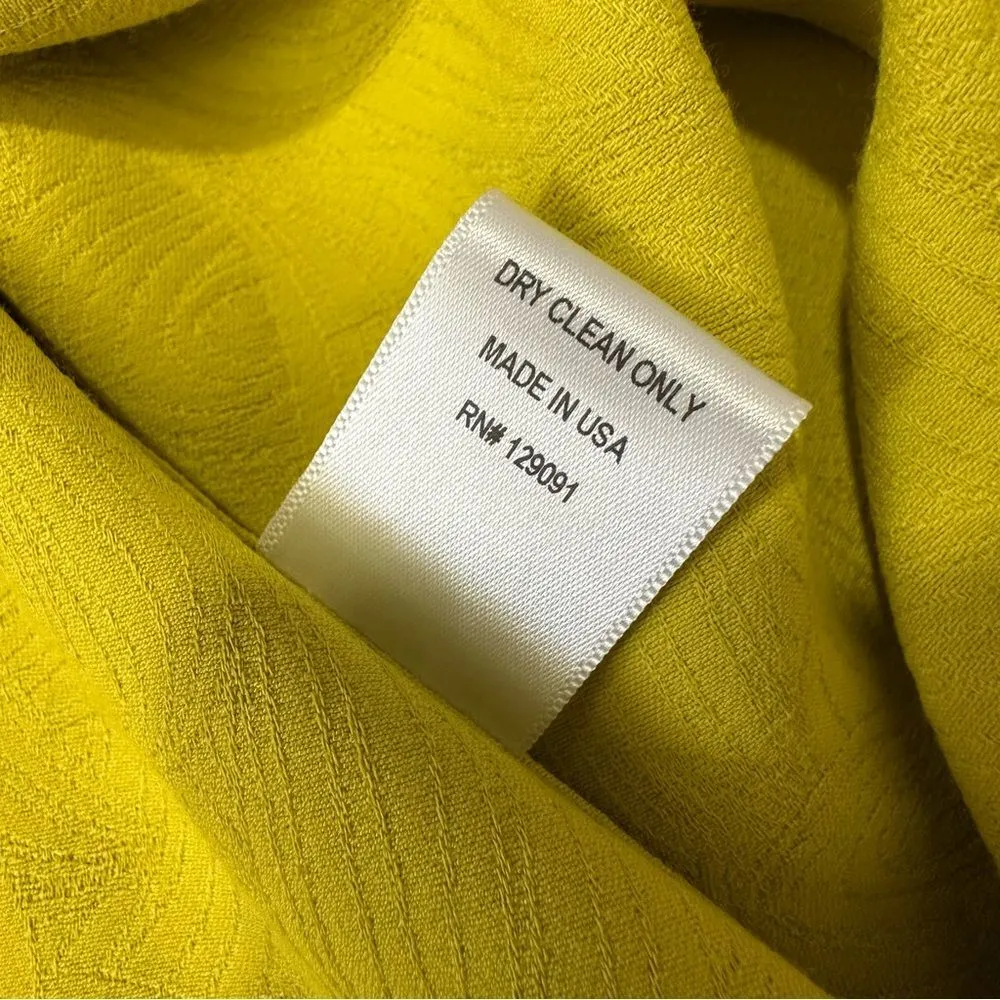 DRY CLEAN ONLY
MADE IN USA
RN# 129091